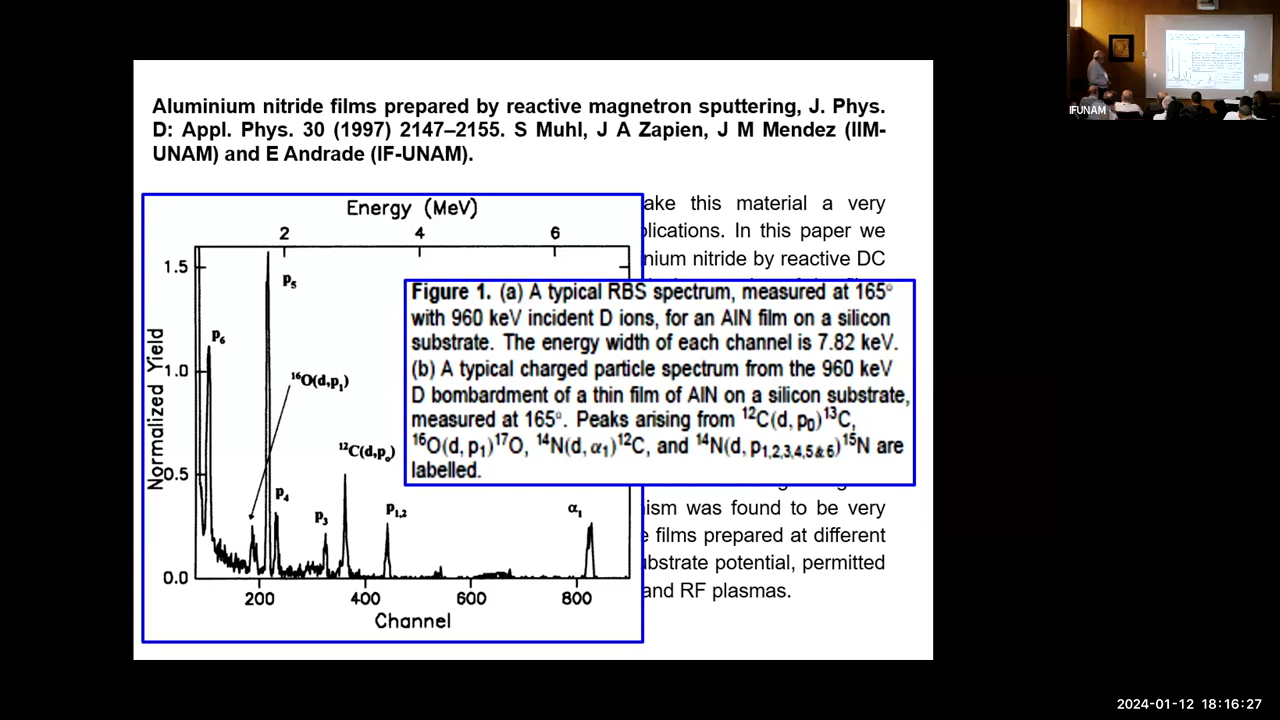 Aluminium nitride films prepared by reactive magnetron sputtering, J. Phys.
D: Appl. Phys. 30 (1997) 2147–2155. S Muhl, J A Zapien, J M Mendez (IIM-
UNAM) and E Andrade (IF-UNAM).
Energy (MeV)
2 4 6
1.5
1.0
0.5
0.0
Normalized Yield
p₆
p₅
¹⁶O(d,p₁)
p₄
p₃
¹²C(d,p₀)
p₁,₂
α₁
200 400 600 800
Channel
ake this material a very
plications. In this paper we
nium nitride by reactive DC
Figure 1. (a) A typical RBS spectrum, measured at 165°
with 960 keV incident D ions, for an AlN film on a silicon
substrate. The energy width of each channel is 7.82 keV.
(b) A typical charged particle spectrum from the 960 keV
D bombardment of a thin film of AlN on a silicon substrate,
measured at 165°. Peaks arising from ¹²C(d, p₀)¹³C,
¹⁶O(d, p₁)¹⁷O, ¹⁴N(d, α₁)¹²C, and ¹⁴N(d, p₁,₂,₃,₄,₅&₆)¹⁵N are
labelled.
ism was found to be very
films prepared at different
ubstrate potential, permitted
and RF plasmas.
IFUNAM
2024-01-12 18:16:27